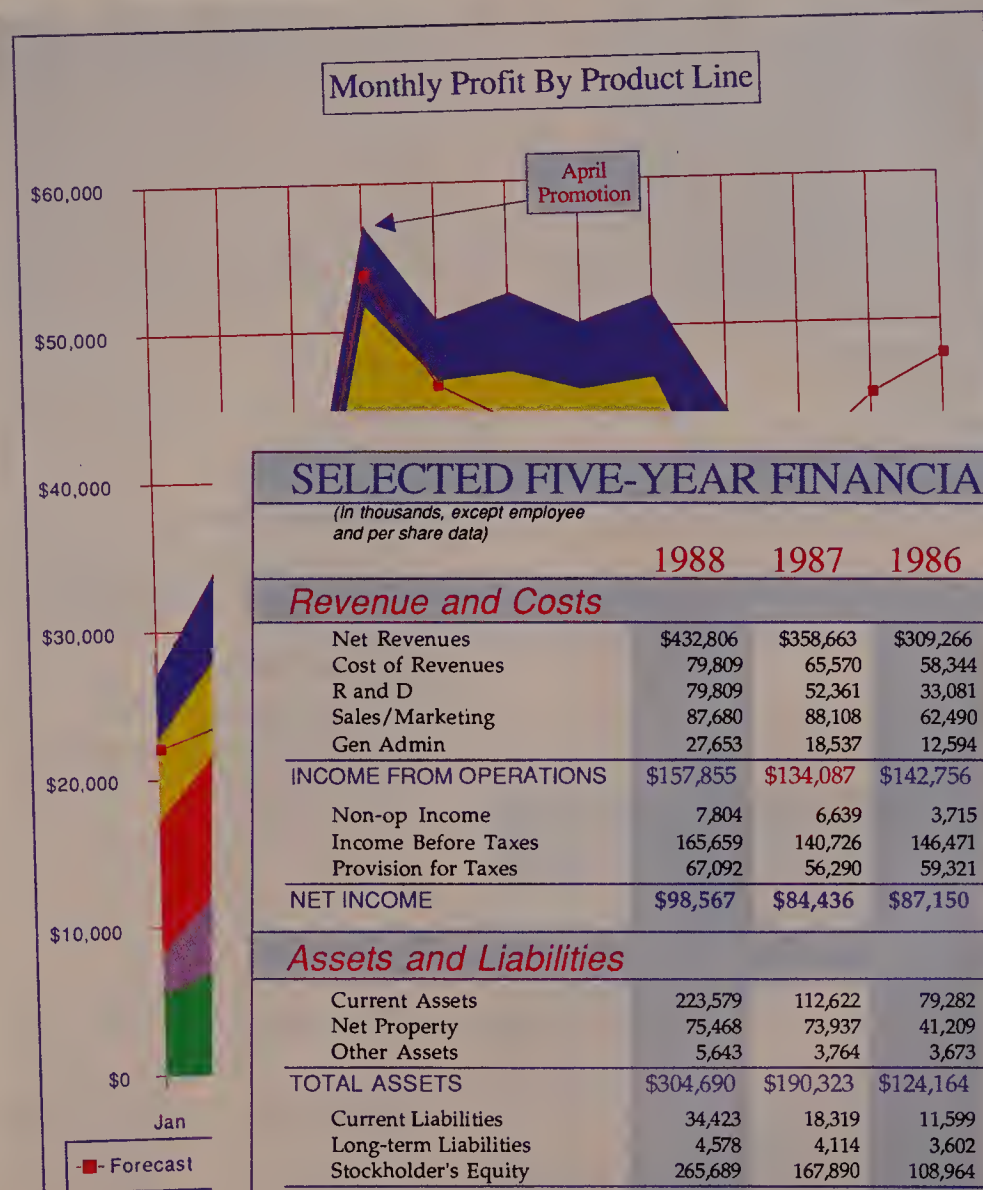 Monthly Profit By Product Line
April
Promotion
$60,000
$50,000
$40,000
$30,000
$20,000
$10,000
$0
Jan
-■- Forecast
SELECTED FIVE-YEAR FINANCIA
(in thousands, except employee
and per share data)
1988 1987 1986
Revenue and Costs
Net Revenues $432,806 $358,663 $309,266
Cost of Revenues 79,809 65,570 58,344
R and D 79,809 52,361 33,081
Sales/Marketing 87,680 88,108 62,490
Gen Admin 27,653 18,537 12,594
INCOME FROM OPERATIONS $157,855 $134,087 $142,756
Non-op Income 7,804 6,639 3,715
Income Before Taxes 165,659 140,726 146,471
Provision for Taxes 67,092 56,290 59,321
NET INCOME $98,567 $84,436 $87,150
Assets and Liabilities
Current Assets 223,579 112,622 79,282
Net Property 75,468 73,937 41,209
Other Assets 5,643 3,764 3,673
TOTAL ASSETS $304,690 $190,323 $124,164
Current Liabilities 34,423 18,319 11,599
Long-term Liabilities 4,578 4,114 3,602
Stockholder's Equity 265,689 167,890 108,964